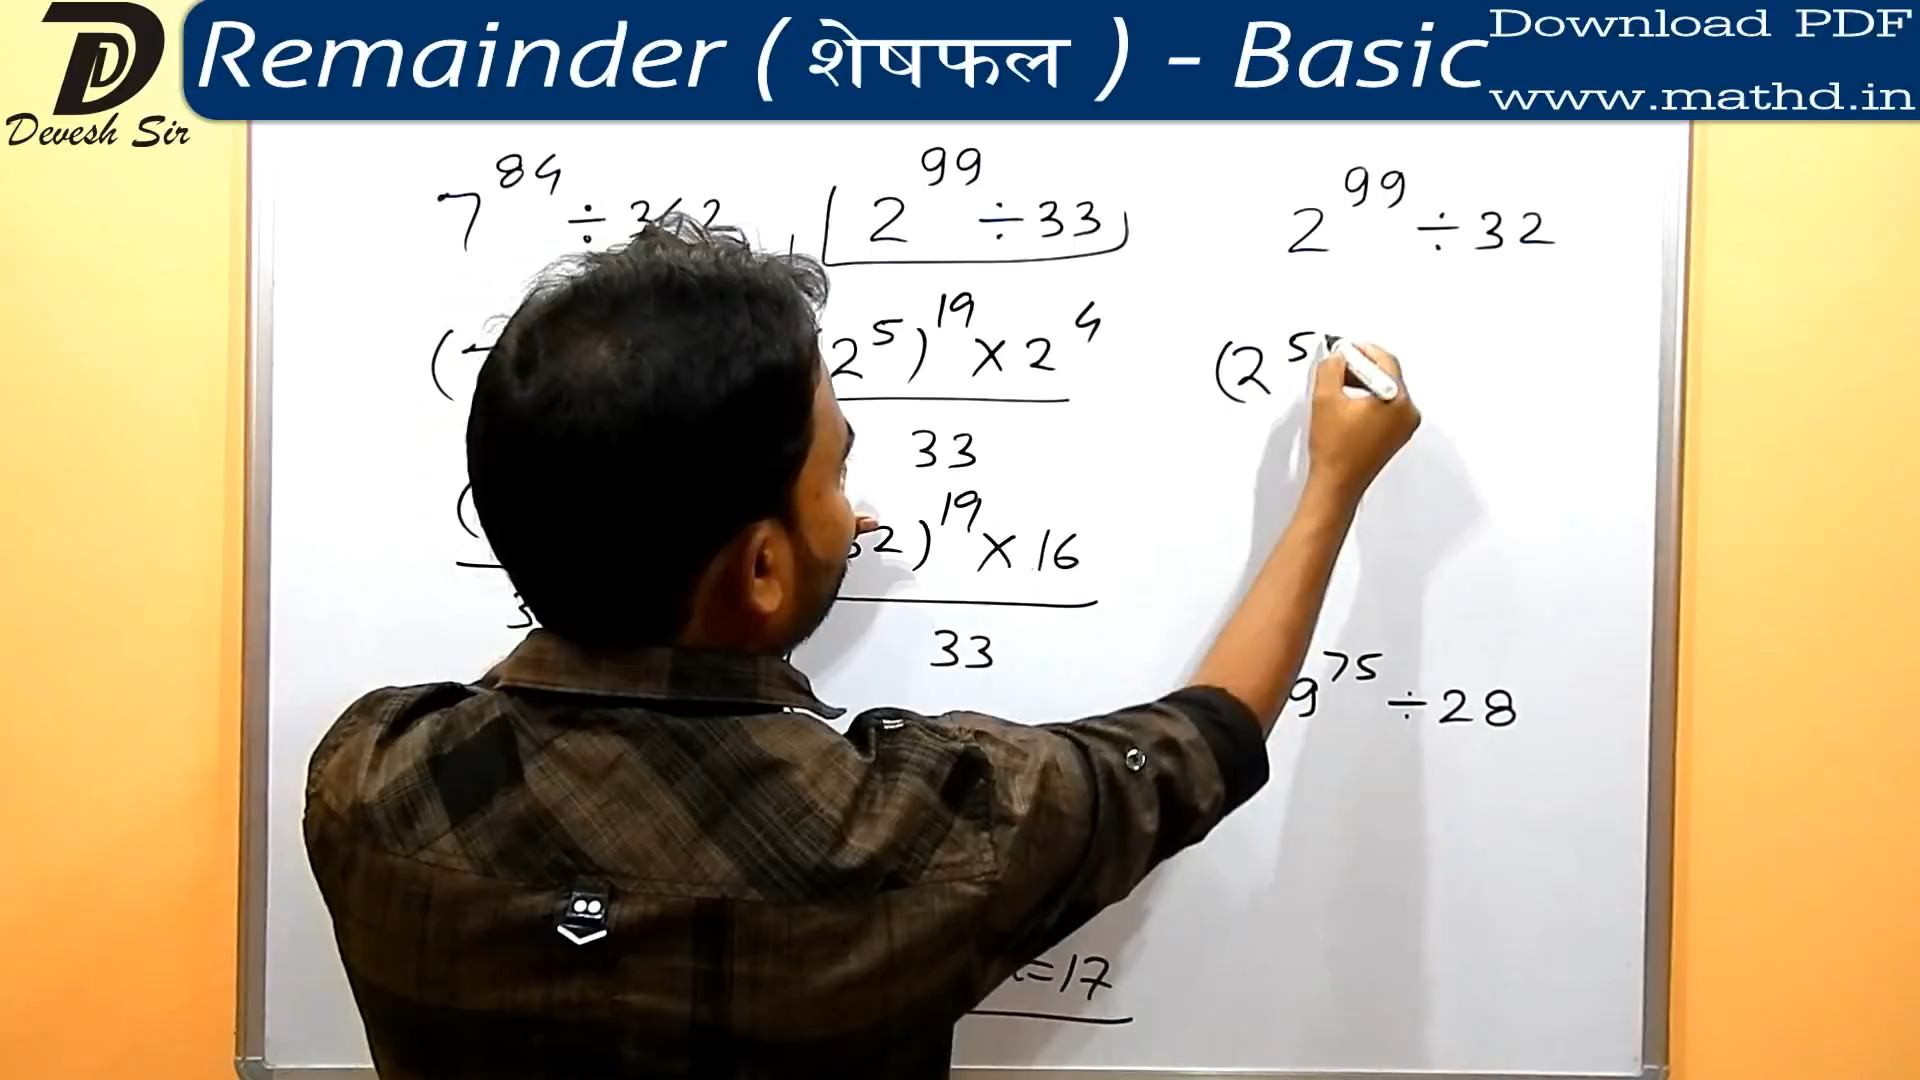 Devesh Sir
Remainder ( शेषफल ) - Basic
Download PDF
www.mathd.in
7^84 ÷ 342
2^99 ÷ 33
2^99 ÷ 32
2^5)^19 × 2^4
33
(2^5
2)^19 × 16
33
9^75 ÷ 28
=17